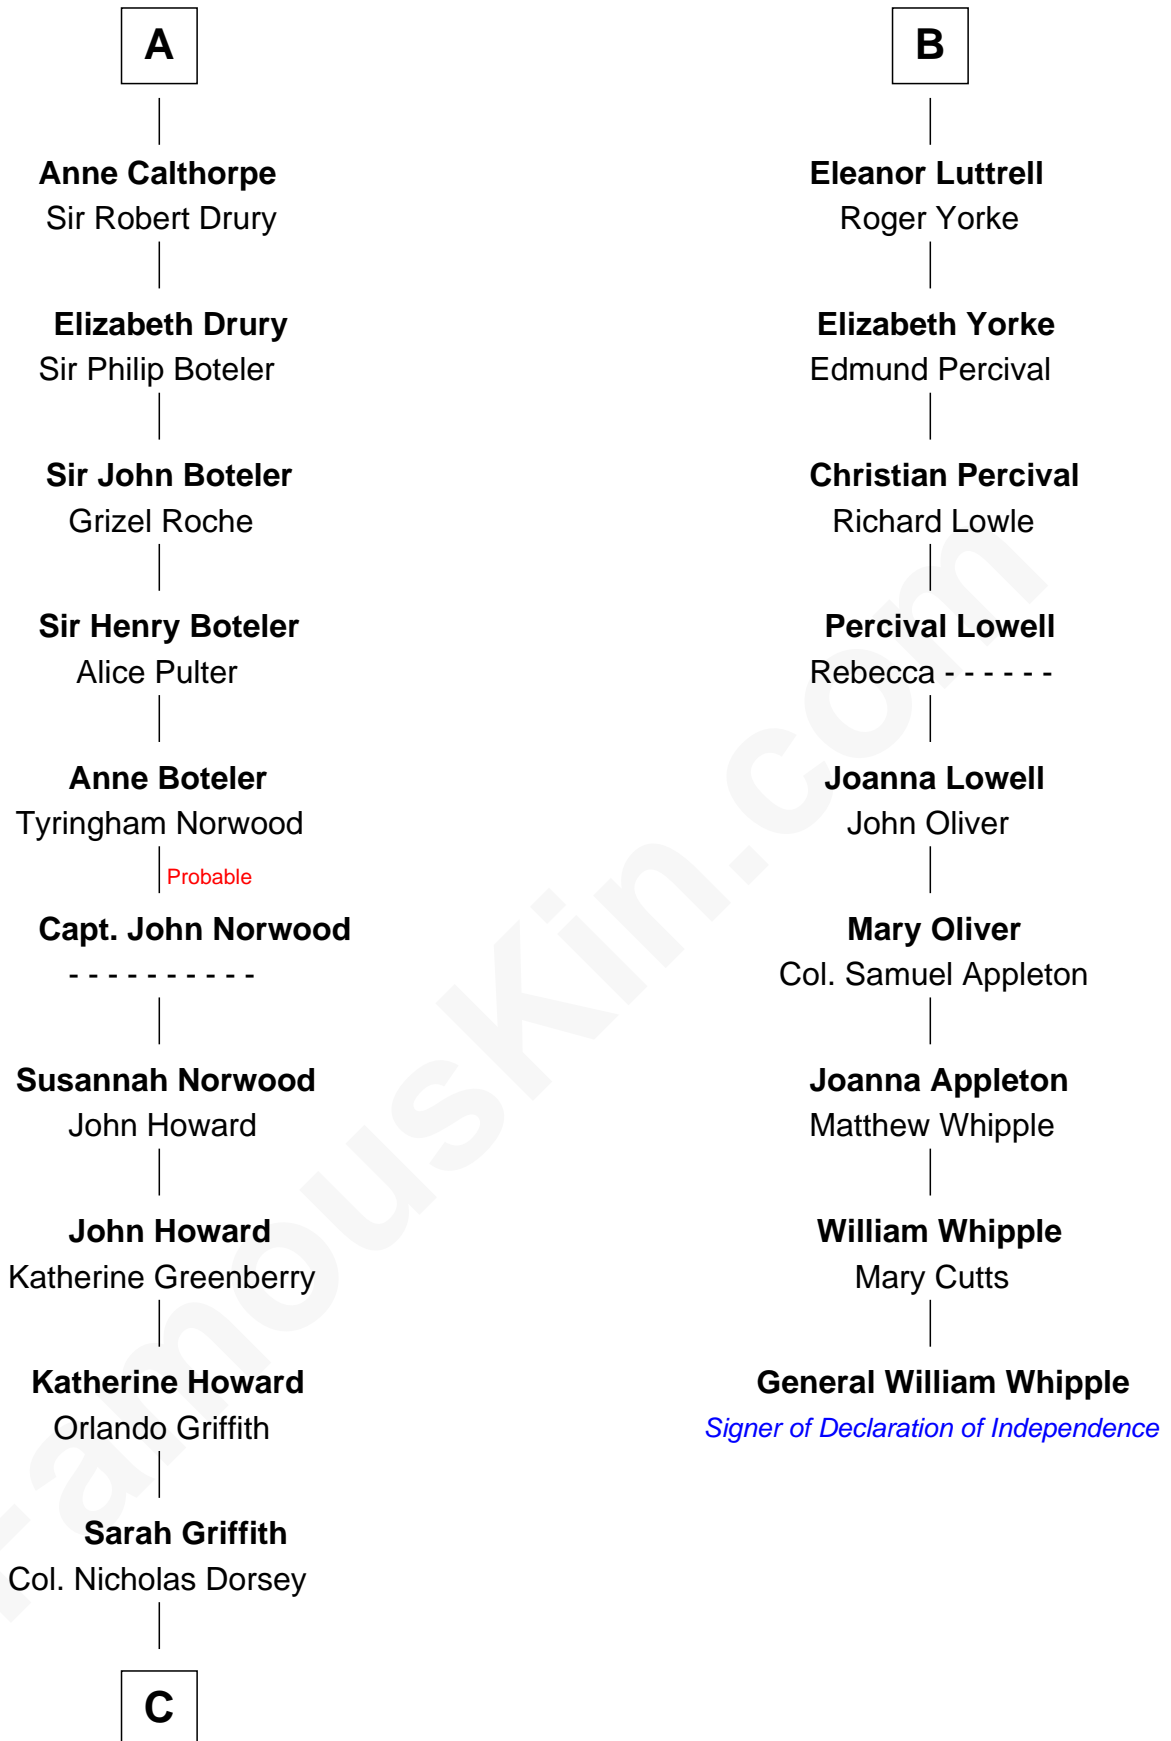 A
Anne Calthorpe
Sir Robert Drury
Elizabeth Drury
Sir Philip Boteler
Sir John Boteler
Grizel Roche
Sir Henry Boteler
Alice Pulter
Anne Boteler
Tyringham Norwood
Probable
Capt. John Norwood
- - - - - - - - - -
Susannah Norwood
John Howard
John Howard
Katherine Greenberry
Katherine Howard
Orlando Griffith
Sarah Griffith
Col. Nicholas Dorsey
C
B
Eleanor Luttrell
Roger Yorke
Elizabeth Yorke
Edmund Percival
Christian Percival
Richard Lowle
Percival Lowell
Rebecca - - - - - -
Joanna Lowell
John Oliver
Mary Oliver
Col. Samuel Appleton
Joanna Appleton
Matthew Whipple
William Whipple
Mary Cutts
General William Whipple
Signer of Declaration of Independence
FamousKin.com